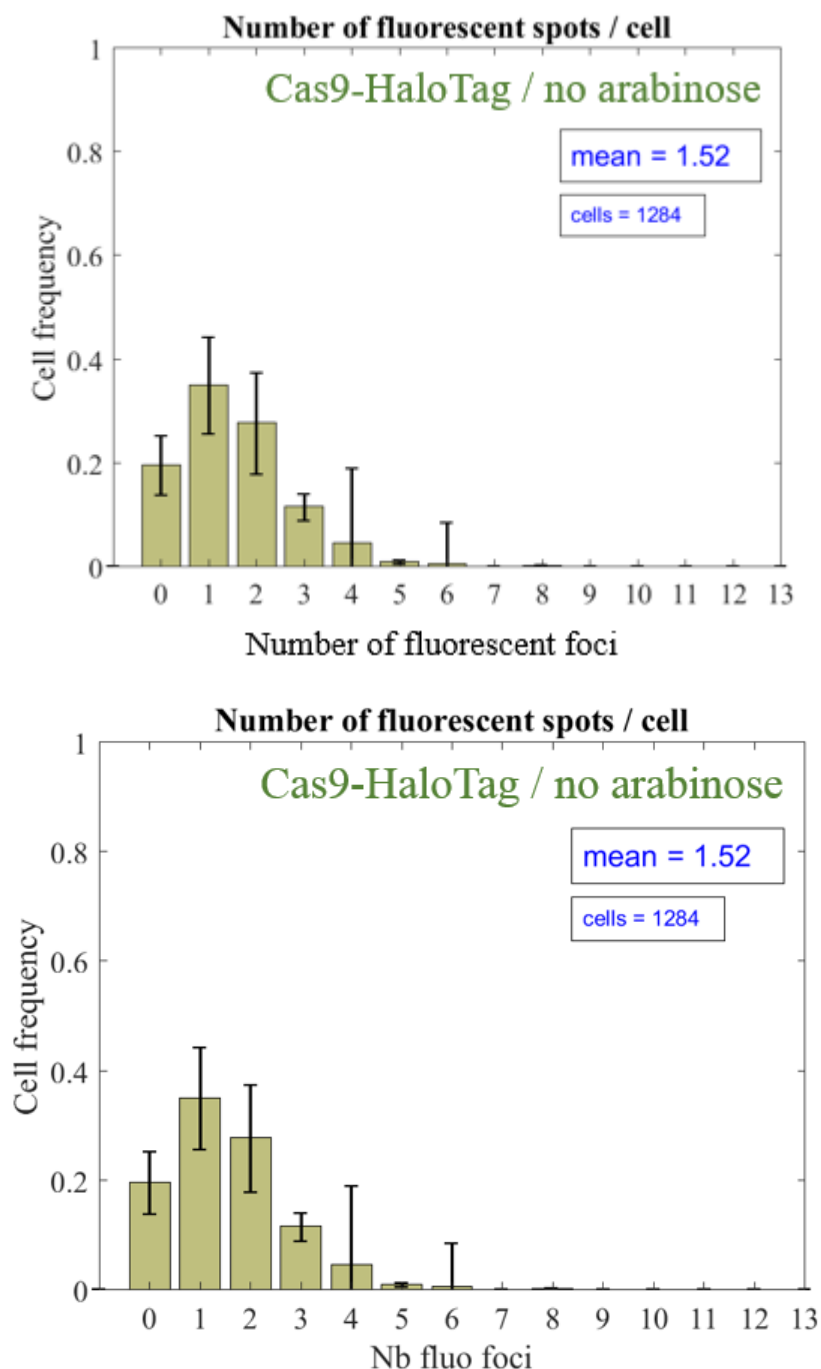 Number of fluorescent spots / cell
Cas9-HaloTag / no arabinose
mean = 1.52
cells = 1284
Cell frequency
1
0.8
0.6
0.4
0.2
0
0 1 2 3 4 5 6 7 8 9 10 11 12 13
Number of fluorescent foci
Number of fluorescent spots / cell
Cas9-HaloTag / no arabinose
mean = 1.52
cells = 1284
Cell frequency
1
0.8
0.6
0.4
0.2
0
0 1 2 3 4 5 6 7 8 9 10 11 12 13
Nb fluo foci